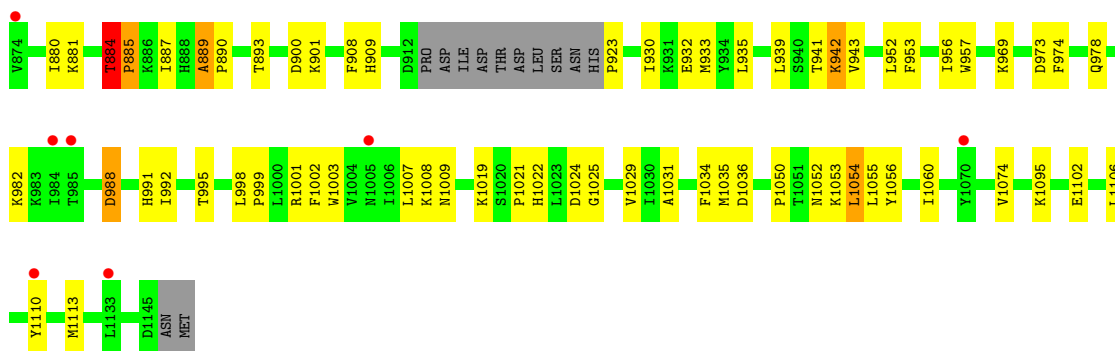 V874 I880 K881 T884 P885 K886 I887 H888 A889 P890 T893 D900 K901 F908 H909 D912 PRO ASP ILE ASP THR ASP LEU SER ASN HIS P923 I930 K931 E932 M933 Y934 L935 L939 S940 T941 K942 V943 L952 F953 I956 W957 K969 D973 F974 Q978
K982 K983 I984 T985 D988 H991 I992 T995 L998 P999 L1000 R1001 F1002 W1003 V1004 N1005 I1006 L1007 K1008 N1009 K1019 S1020 P1021 H1022 L1023 D1024 G1025 V1029 I1030 A1031 F1034 M1035 D1036 P1050 T1051 N1052 K1053 L1054 L1055 Y1056 I1060 Y1070 V1074 K1095 E1102 L1106
Y1110 M1113 L1133 D1145 ASN MET